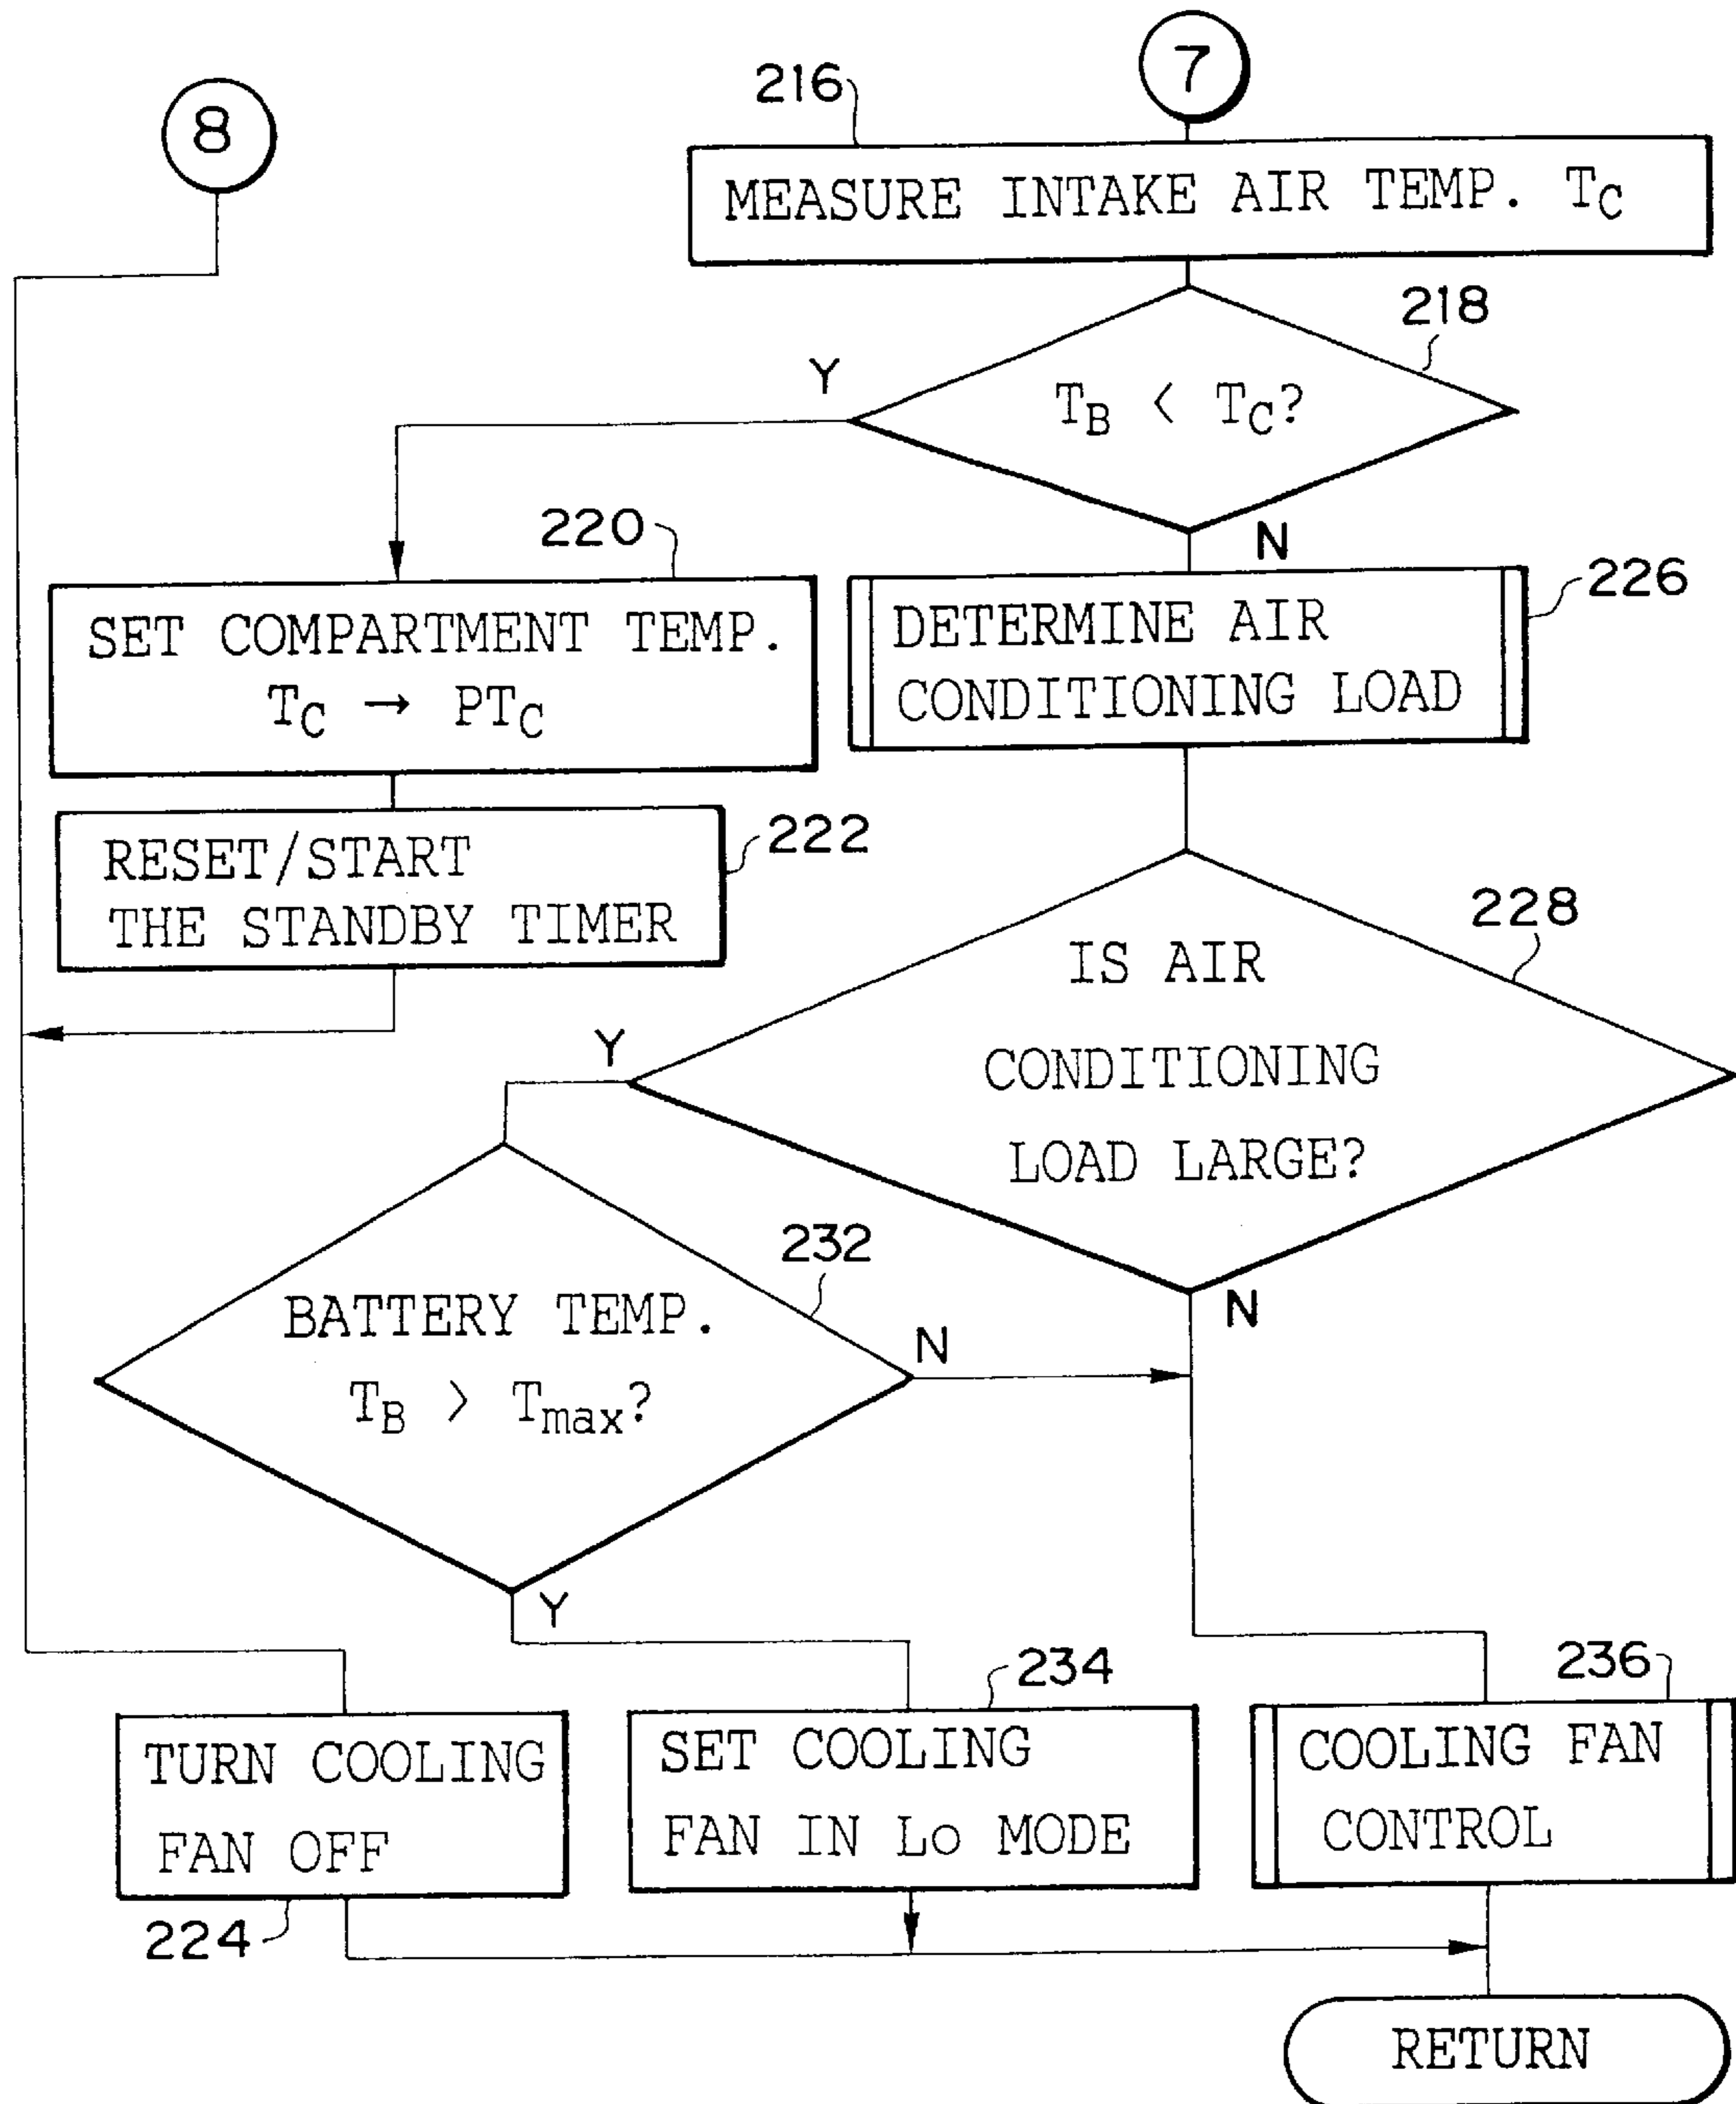 7
8
216
MEASURE INTAKE AIR TEMP. TC
218
Y
TB < TC?
N
220
SET COMPARTMENT TEMP.
TC → PTC
226
DETERMINE AIR
CONDITIONING LOAD
222
RESET/START
THE STANDBY TIMER
228
IS AIR
CONDITIONING
LOAD LARGE?
Y
N
232
BATTERY TEMP.
TB > Tmax?
N
Y
234
236
TURN COOLING
FAN OFF
SET COOLING
FAN IN Lo MODE
COOLING FAN
CONTROL
224
RETURN